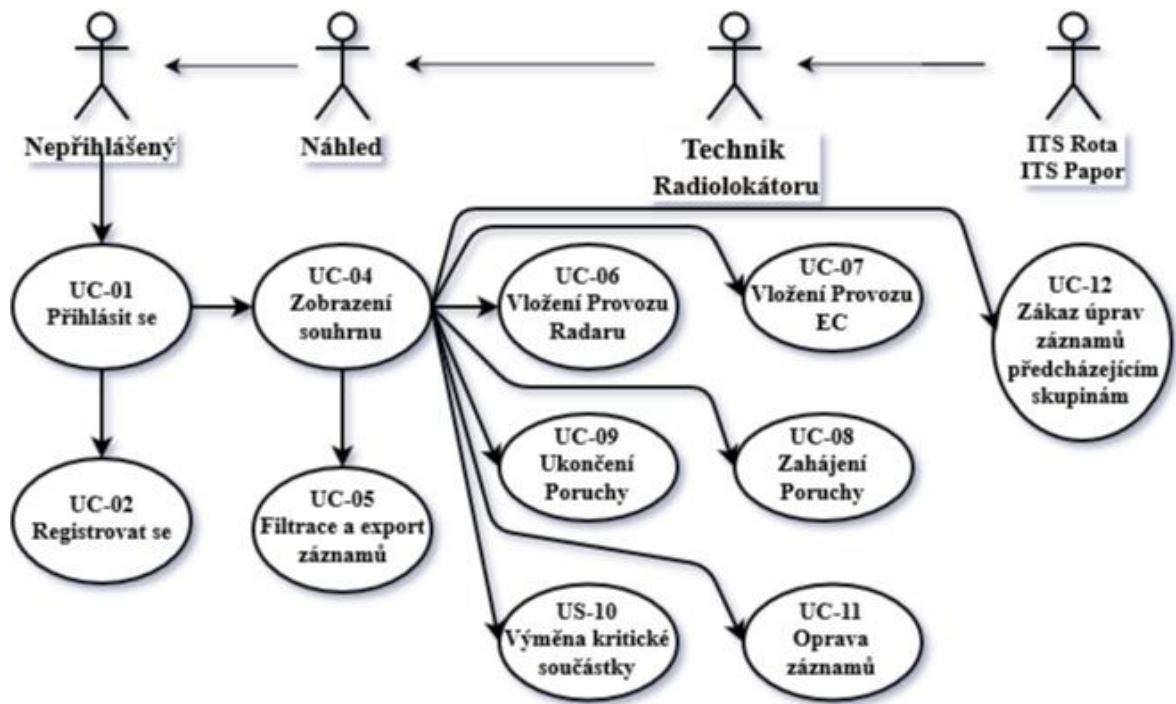 Nepřihlášený
Náhled
Technik
Radiolokátoru
ITS Rota
ITS Papor
UC-01
Přihlásit se
UC-04
Zobrazení
souhrnu
UC-06
Vložení Provozu
Radaru
UC-07
Vložení Provozu
EC
UC-12
Zákaz úprav
záznamů
předcházejícím
skupinám
UC-02
Registrovat se
UC-05
Filtrace a export
záznamů
UC-09
Ukončení
Poruchy
UC-08
Zahájení
Poruchy
US-10
Výměna kritické
součástky
UC-11
Oprava
záznamů